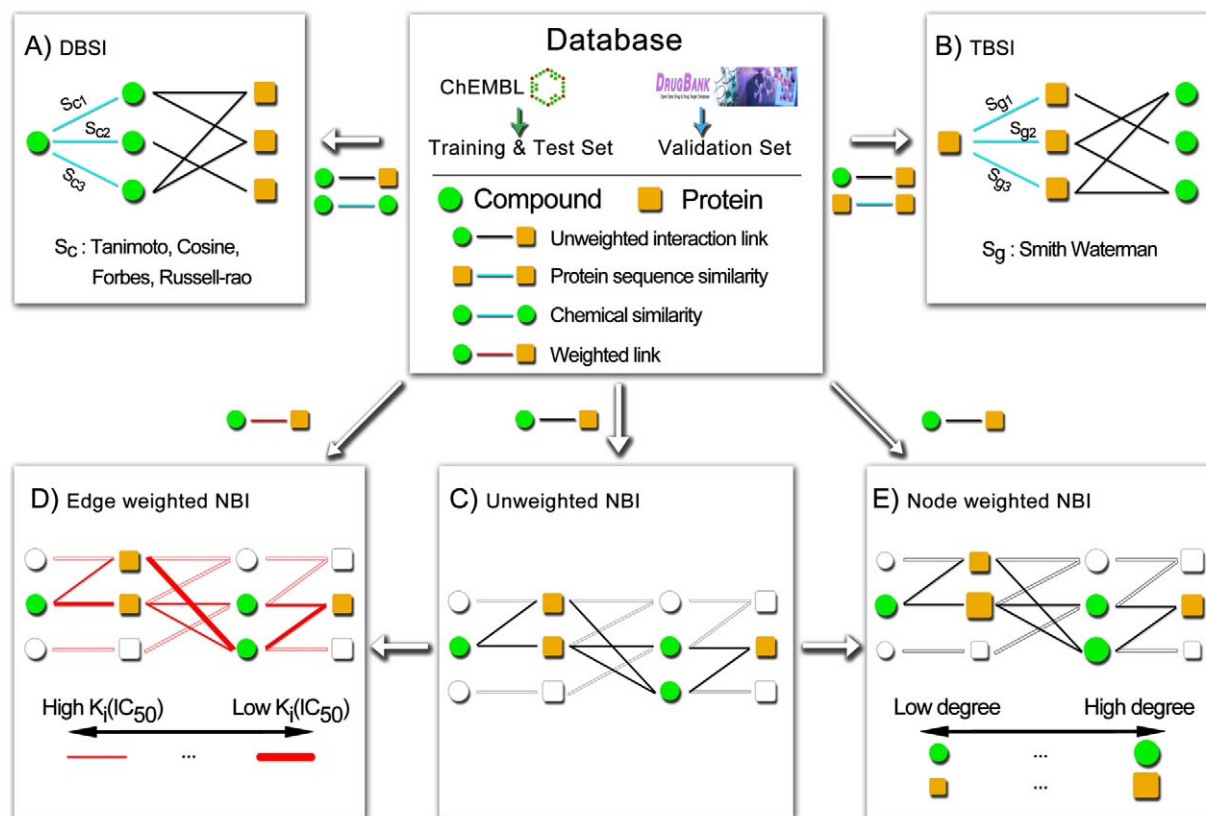 A) DBSI
Sc1
Sc2
Sc3
Sc : Tanimoto, Cosine,
Forbes, Russell-rao
Database
ChEMBL
DRUGBANK
Training & Test Set
Validation Set
Compound
Protein
Unweighted interaction link
Protein sequence similarity
Chemical similarity
Weighted link
B) TBSI
Sg1
Sg2
Sg3
Sg : Smith Waterman
D) Edge weighted NBI
High Ki(IC50)
Low Ki(IC50)
...
C) Unweighted NBI
E) Node weighted NBI
Low degree
High degree
...
...